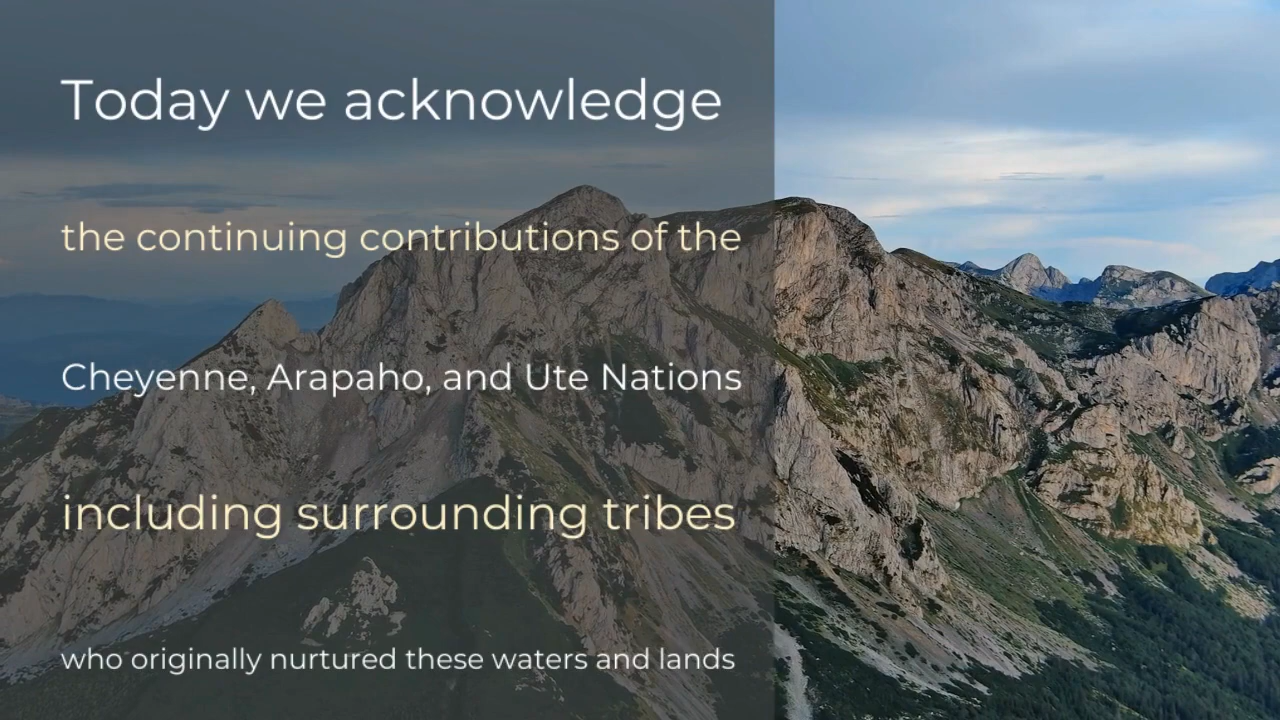 Today we acknowledge
the continuing contributions of the
Cheyenne, Arapaho, and Ute Nations
including surrounding tribes
who originally nurtured these waters and lands